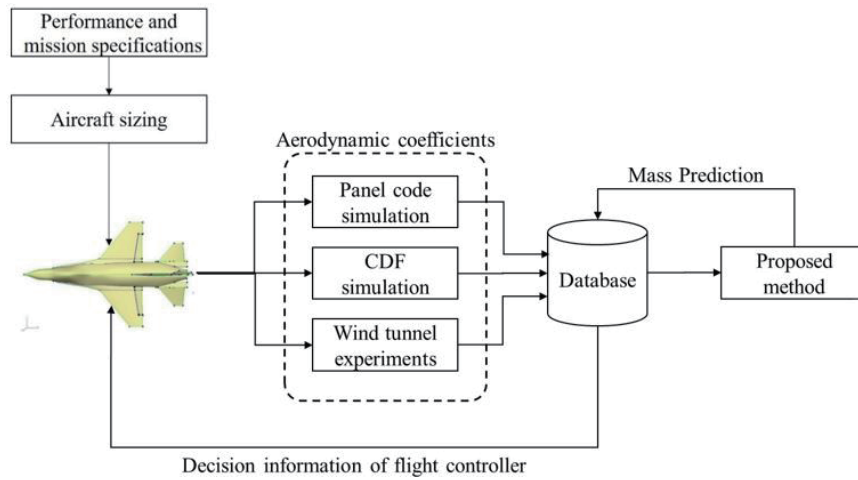 Performance and
mission specifications
Aircraft sizing
Aerodynamic coefficients
Panel code
simulation
CDF
simulation
Wind tunnel
experiments
Database
Mass Prediction
Proposed
method
Decision information of flight controller